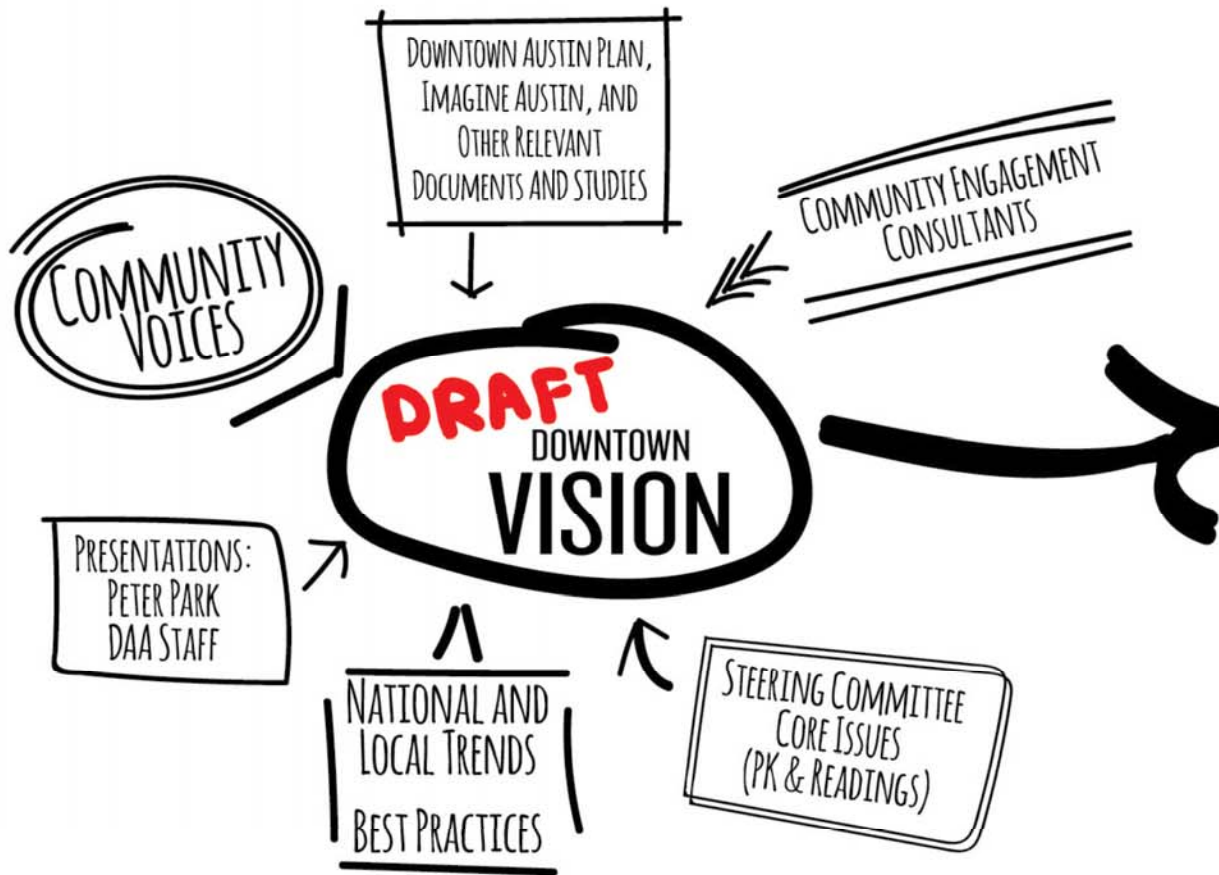 DOWNTOWN AUSTIN PLAN,
IMAGINE AUSTIN, AND
OTHER RELEVANT
DOCUMENTS AND STUDIES
COMMUNITY ENGAGEMENT
CONSULTANTS
COMMUNITY
VOICES
DRAFT
DOWNTOWN
VISION
PRESENTATIONS:
PETER PARK
DAA STAFF
NATIONAL AND
LOCAL TRENDS
BEST PRACTICES
STEERING COMMITTEE
CORE ISSUES
(PK & READINGS)